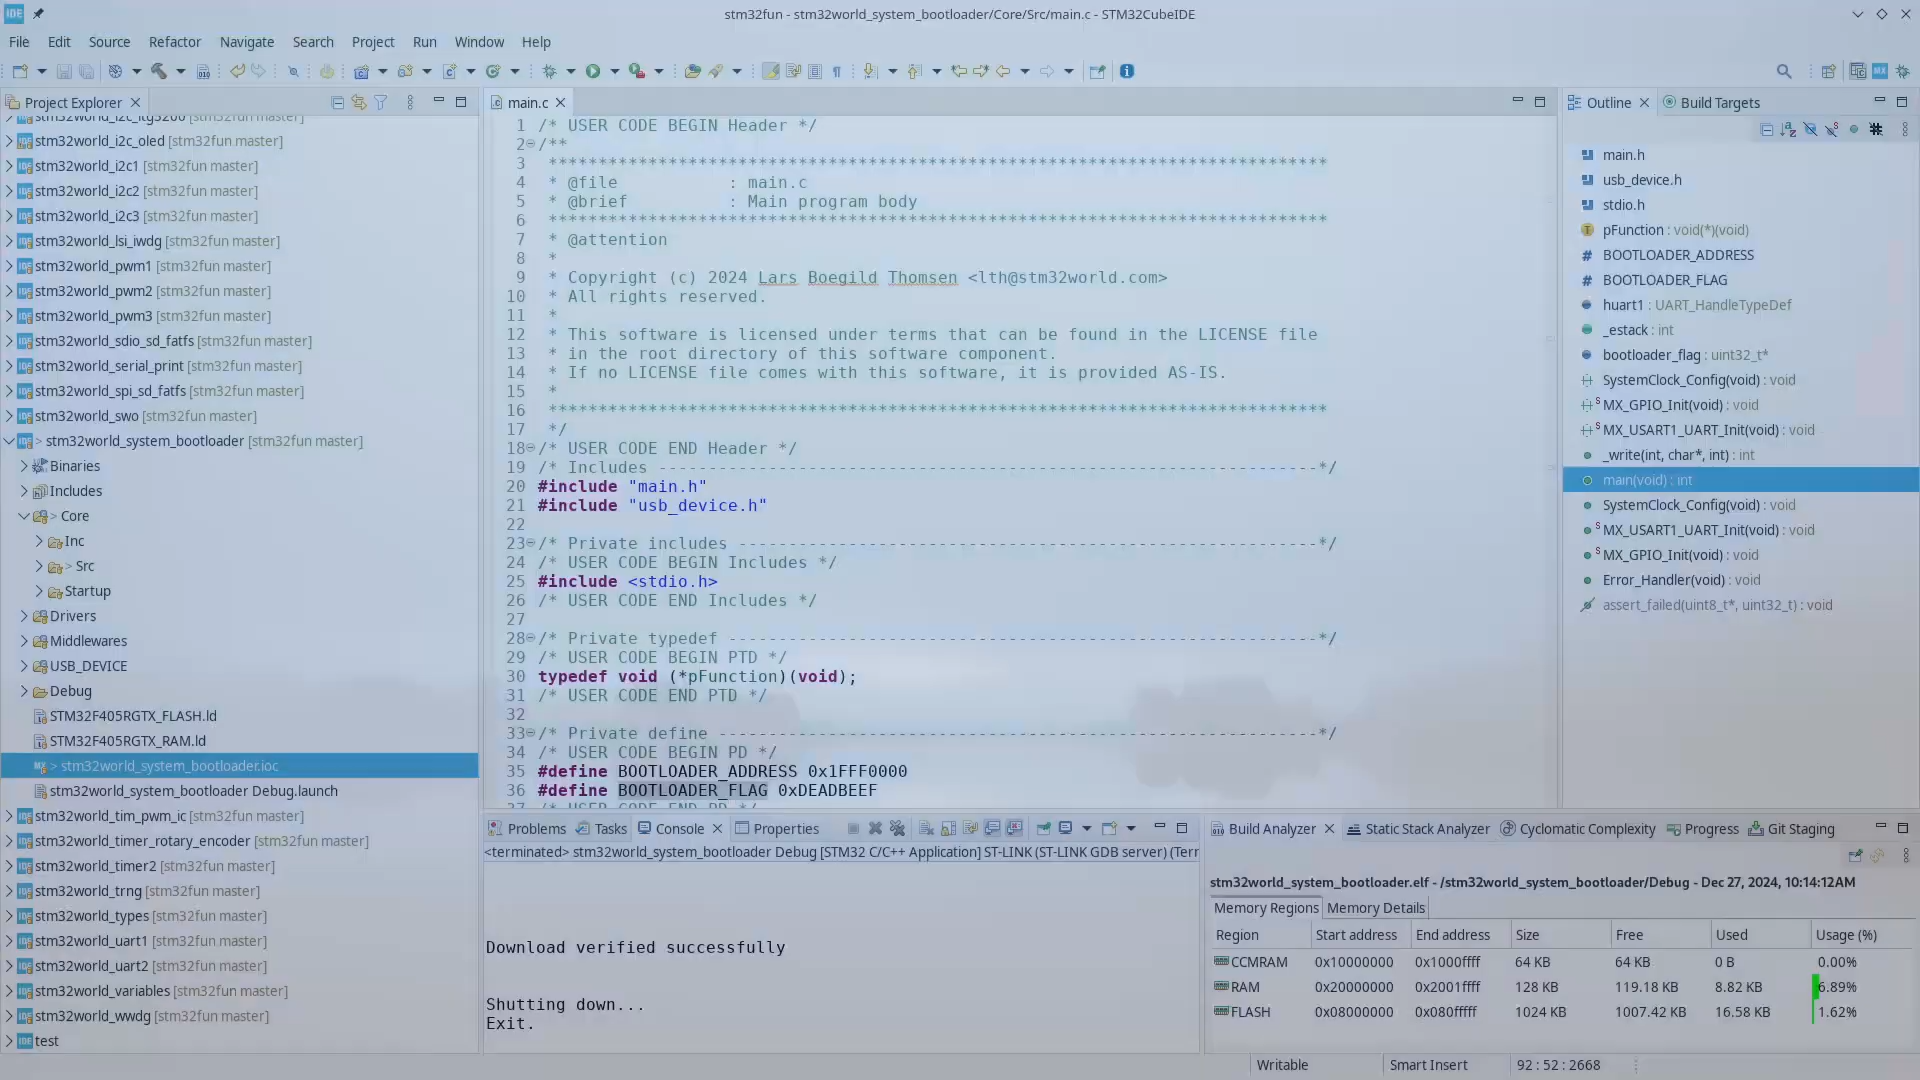 stm32fun - stm32world_system_bootloader/Core/Src/main.c - STM32CubeIDE
File Edit Source Refactor Navigate Search Project Run Window Help
Project Explorer
stm32world_i2c_oled [stm32fun master]
stm32world_i2c1 [stm32fun master]
stm32world_i2c2 [stm32fun master]
stm32world_i2c3 [stm32fun master]
stm32world_lsi_iwdg [stm32fun master]
stm32world_pwm1 [stm32fun master]
stm32world_pwm2 [stm32fun master]
stm32world_pwm3 [stm32fun master]
stm32world_sdio_sd_fatfs [stm32fun master]
stm32world_serial_print [stm32fun master]
stm32world_spi_sd_fatfs [stm32fun master]
stm32world_swo [stm32fun master]
> stm32world_system_bootloader [stm32fun master]
Binaries
Includes
> Core
Inc
> Src
Startup
Drivers
Middlewares
USB_DEVICE
Debug
STM32F405RGTX_FLASH.ld
STM32F405RGTX_RAM.ld
> stm32world_system_bootloader.ioc
stm32world_system_bootloader Debug.launch
stm32world_tim_pwm_ic [stm32fun master]
stm32world_timer_rotary_encoder [stm32fun master]
stm32world_timer2 [stm32fun master]
stm32world_trng [stm32fun master]
stm32world_types [stm32fun master]
stm32world_uart1 [stm32fun master]
stm32world_uart2 [stm32fun master]
stm32world_variables [stm32fun master]
stm32world_wwdg [stm32fun master]
test
main.c
1 /* USER CODE BEGIN Header */
2 /**
3 ******************************************************************************
4 * @file : main.c
5 * @brief : Main program body
6 ******************************************************************************
7 * @attention
8 *
9 * Copyright (c) 2024 Lars Boegild Thomsen <lth@stm32world.com>
10 * All rights reserved.
11 *
12 * This software is licensed under terms that can be found in the LICENSE file
13 * in the root directory of this software component.
14 * If no LICENSE file comes with this software, it is provided AS-IS.
15 *
16 ******************************************************************************
17 */
18 /* USER CODE END Header */
19 /* Includes ------------------------------------------------------------------*/
20 #include "main.h"
21 #include "usb_device.h"
22
23 /* Private includes ----------------------------------------------------------*/
24 /* USER CODE BEGIN Includes */
25 #include <stdio.h>
26 /* USER CODE END Includes */
27
28 /* Private typedef -----------------------------------------------------------*/
29 /* USER CODE BEGIN PTD */
30 typedef void (*pFunction)(void);
31 /* USER CODE END PTD */
32
33 /* Private define ------------------------------------------------------------*/
34 /* USER CODE BEGIN PD */
35 #define BOOTLOADER_ADDRESS 0x1FFF0000
36 #define BOOTLOADER_FLAG 0xDEADBEEF
Outline Build Targets
main.h
usb_device.h
stdio.h
pFunction : void(*)(void)
BOOTLOADER_ADDRESS
BOOTLOADER_FLAG
huart1 : UART_HandleTypeDef
_estack : int
bootloader_flag : uint32_t*
SystemClock_Config(void) : void
MX_GPIO_Init(void) : void
MX_USART1_UART_Init(void) : void
_write(int, char*, int) : int
main(void) : int
SystemClock_Config(void) : void
MX_USART1_UART_Init(void) : void
MX_GPIO_Init(void) : void
Error_Handler(void) : void
assert_failed(uint8_t*, uint32_t) : void
Problems Tasks Console Properties
<terminated> stm32world_system_bootloader Debug [STM32 C/C++ Application] ST-LINK (ST-LINK GDB server) (Terr
Download verified successfully
Shutting down...
Exit.
Build Analyzer Static Stack Analyzer Cyclomatic Complexity Progress Git Staging
stm32world_system_bootloader.elf - /stm32world_system_bootloader/Debug - Dec 27, 2024, 10:14:12AM
Memory Regions Memory Details
Region Start address End address Size Free Used Usage (%)
CCMRAM 0x10000000 0x1000ffff 64 KB 64 KB 0 B 0.00%
RAM 0x20000000 0x2001ffff 128 KB 119.18 KB 8.82 KB 6.89%
FLASH 0x08000000 0x080fffff 1024 KB 1007.42 KB 16.58 KB 1.62%
Writable Smart Insert 92 : 52 : 2668